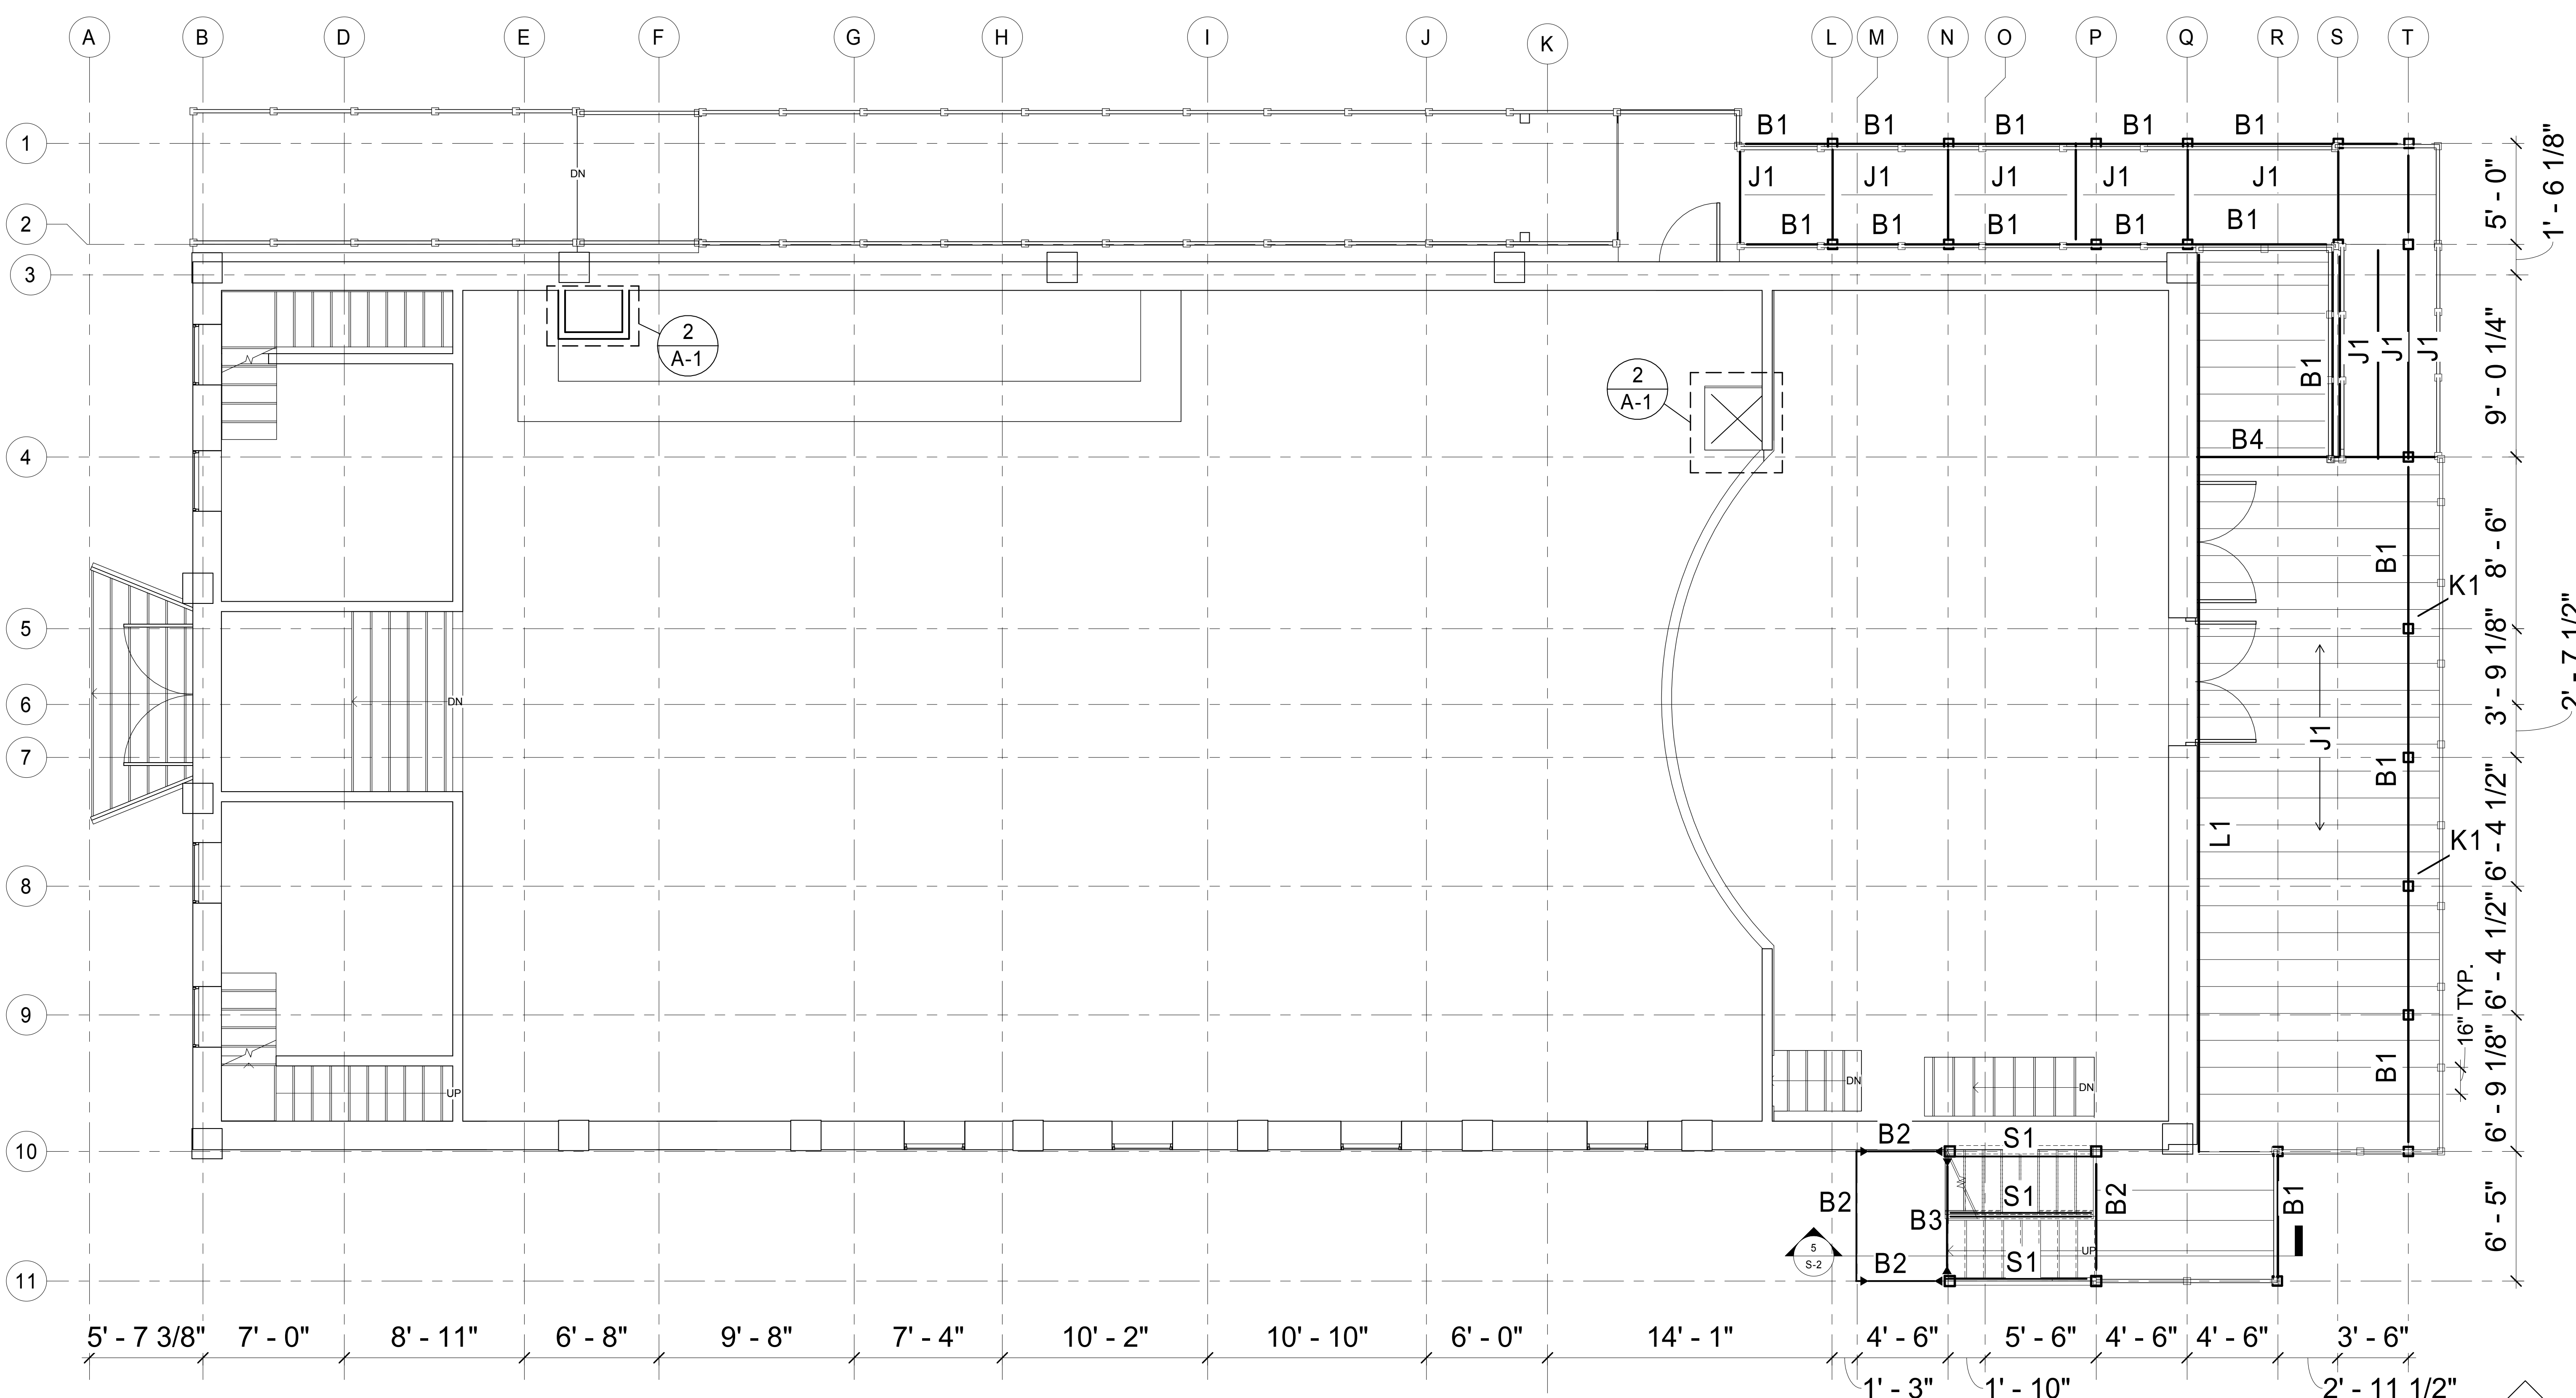 A B D E F G H I J K L M N O P Q R S T
1
2
3
4
5
6
7
8
9
10
11
B1 B1 B1 B1 B1
J1 J1 J1 J1 J1
B1 B1 B1 B1 B1
DN
2
A-1
2
A-1
B1
J1
J1
J1
B4
B1
K1
DN
J1
B1
L1
K1
16" TYP.
B1
UP
DN
DN
B2
S1
B2
S1
B2
B1
B3
5
S-2
UP
B2
S1
5' - 0"
1' - 6 1/8"
9' - 0 1/4"
8' - 6"
3' - 9 1/8"
2' - 7 1/2"
6' - 4 1/2"
6' - 4 1/2"
6' - 9 1/8"
6' - 5"
5' - 7 3/8" 7' - 0" 8' - 11" 6' - 8" 9' - 8" 7' - 4" 10' - 2" 10' - 10" 6' - 0" 14' - 1" 4' - 6" 5' - 6" 4' - 6" 4' - 6" 3' - 6"
1' - 3" 1' - 10" 2' - 11 1/2"